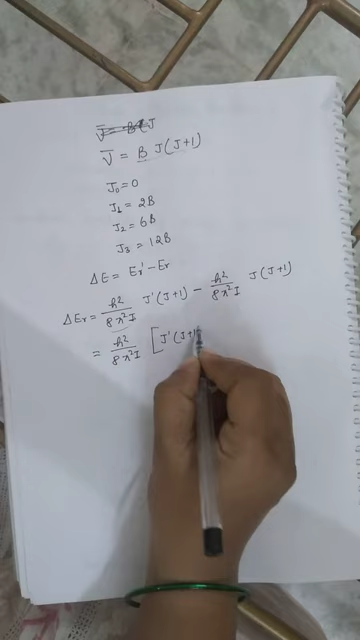 ν̄ = B J(J+1)
J₀ = 0
J₁ = 2B
J₂ = 6B
J₃ = 12B
ΔE = Er' − Er
ΔEr = h²/8π²I J'(J+1) − h²/8π²I J(J+1)
= h²/8π²I [J'(J+1